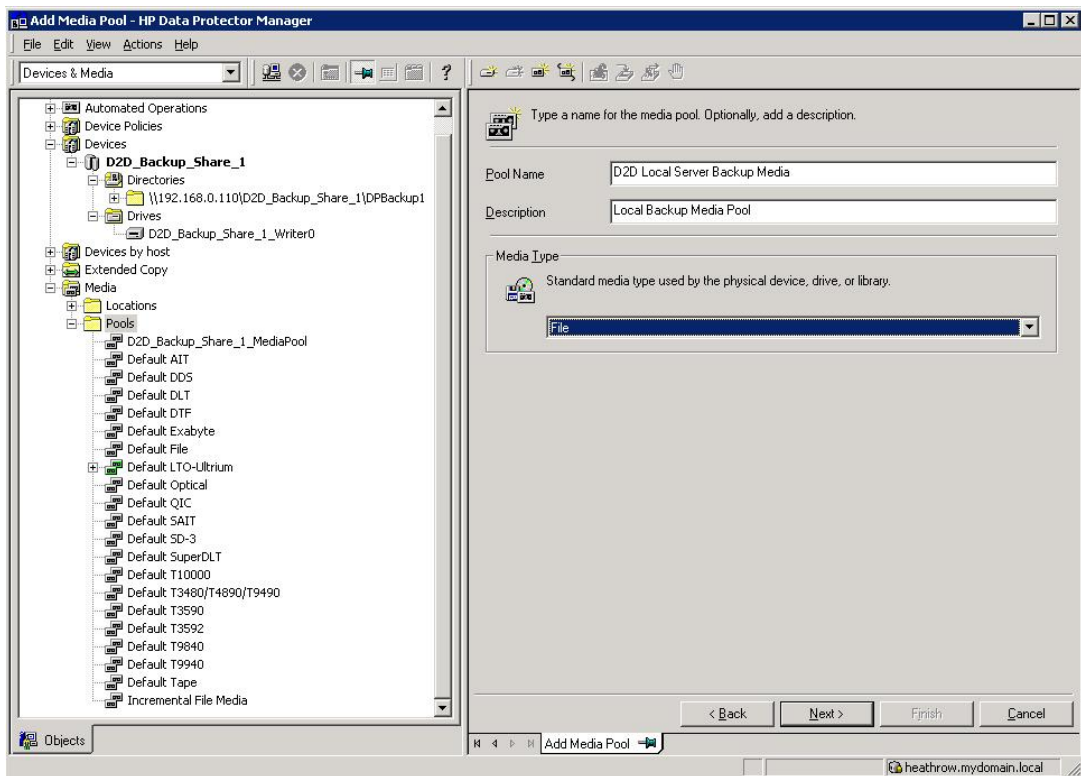 Add Media Pool - HP Data Protector Manager
File Edit View Actions Help
Devices & Media
?
Automated Operations
Device Policies
Devices
D2D_Backup_Share_1
Directories
\\192.168.0.110\D2D_Backup_Share_1\DPBackup1
Drives
D2D_Backup_Share_1_Writer0
Devices by host
Extended Copy
Media
Locations
Pools
D2D_Backup_Share_1_MediaPool
Default AIT
Default DDS
Default DLT
Default DTF
Default Exabyte
Default File
Default LTO-Ultrium
Default Optical
Default QIC
Default SAIT
Default SD-3
Default SuperDLT
Default T10000
Default T3480/T4890/T9490
Default T3590
Default T3592
Default T9840
Default T9940
Default Tape
Incremental File Media
Objects
Type a name for the media pool. Optionally, add a description.
Pool Name D2D Local Server Backup Media
Description Local Backup Media Pool
Media Type
Standard media type used by the physical device, drive, or library.
File
< Back Next > Finish Cancel
Add Media Pool
heathrow.mydomain.local